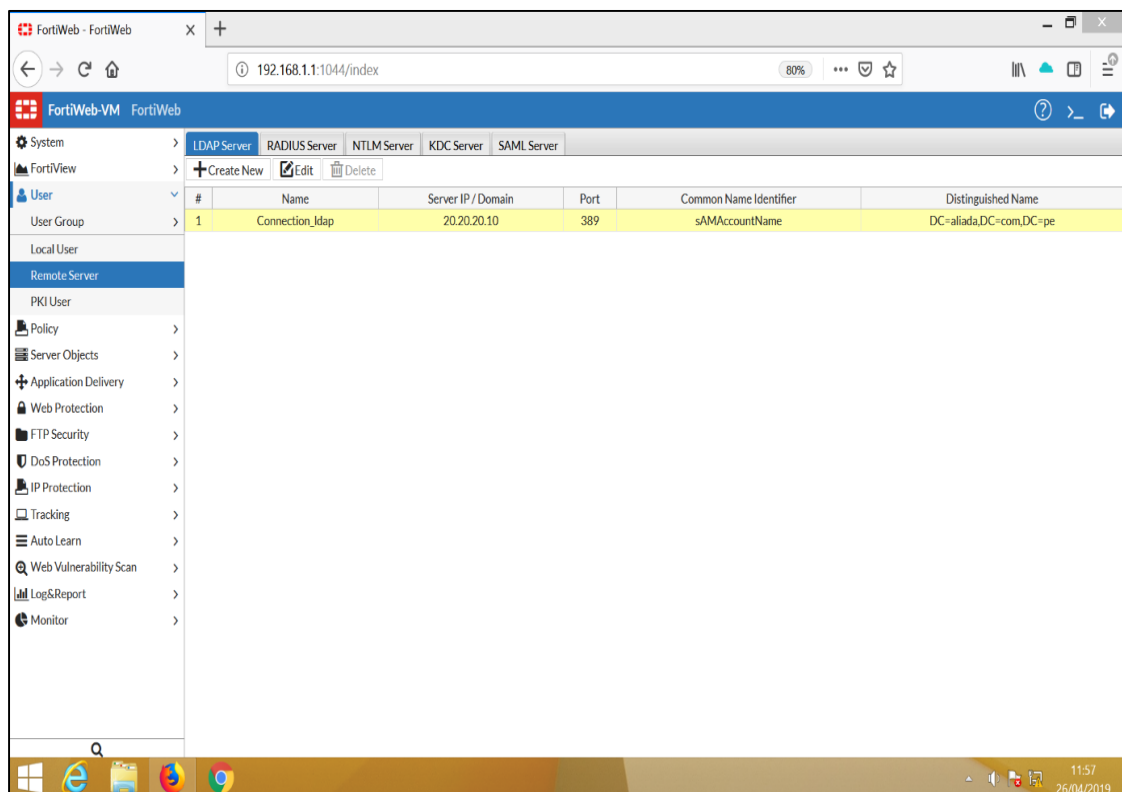 FortiWeb - FortiWeb
192.168.1.1:1044/index
80%
FortiWeb-VM FortiWeb
System
FortiView
User
User Group
Local User
Remote Server
PKI User
Policy
Server Objects
Application Delivery
Web Protection
FTP Security
DoS Protection
IP Protection
Tracking
Auto Learn
Web Vulnerability Scan
Log&Report
Monitor
LDAP Server RADIUS Server NTLM Server KDC Server SAML Server
Create New Edit Delete
# Name Server IP / Domain Port Common Name Identifier Distinguished Name
1 Connection_ldap 20.20.20.10 389 sAMAccountName DC=aliada,DC=com,DC=pe
11:57
26/04/2019